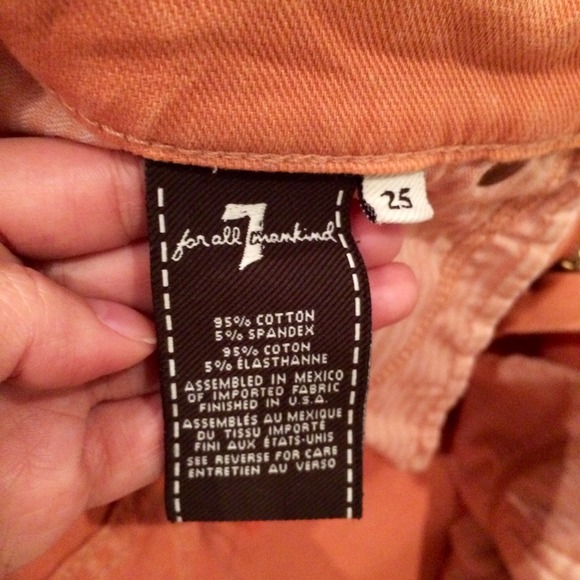 for all 7 mankind
25
95% COTTON
5% SPANDEX
95% COTON
5% ÉLASTHANNE
ASSEMBLED IN MEXICO
OF IMPORTED FABRIC
FINISHED IN U.S.A.
ASSEMBLÉS AU MEXIQUE
DU TISSU IMPORTÉ
FINI AUX ÉTATS-UNIS
SEE REVERSE FOR CARE
ENTRETIEN AU VERSO